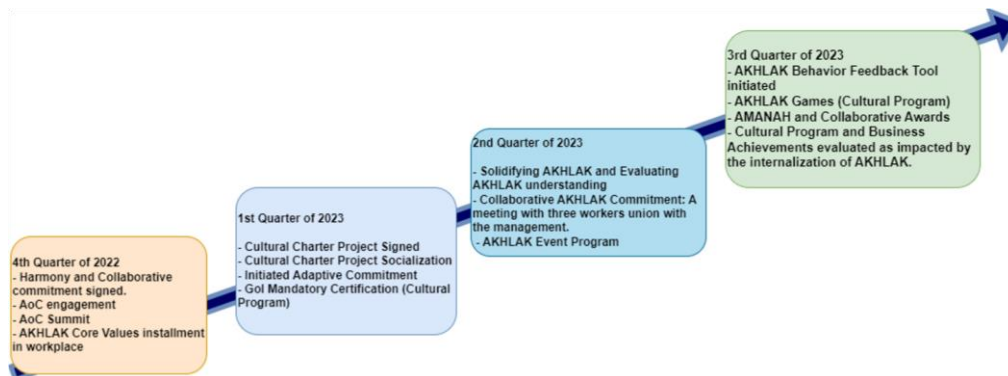 4th Quarter of 2022
- Harmony and Collaborative
commitment signed.
- AoC engagement
- AoC Summit
- AKHLAK Core Values installment
in workplace
1st Quarter of 2023
- Cultural Charter Project Signed
- Cultural Charter Project Socialization
- Initiated Adaptive Commitment
- GoI Mandatory Certification (Cultural
Program)
2nd Quarter of 2023
- Solidifying AKHLAK and Evaluating
AKHLAK understanding
- Collaborative AKHLAK Commitment: A
meeting with three workers union with
the management.
- AKHLAK Event Program
3rd Quarter of 2023
- AKHLAK Behavior Feedback Tool
initiated
- AKHLAK Games (Cultural Program)
- AMANAH and Collaborative Awards
- Cultural Program and Business
Achievements evaluated as impacted by
the internalization of AKHLAK.